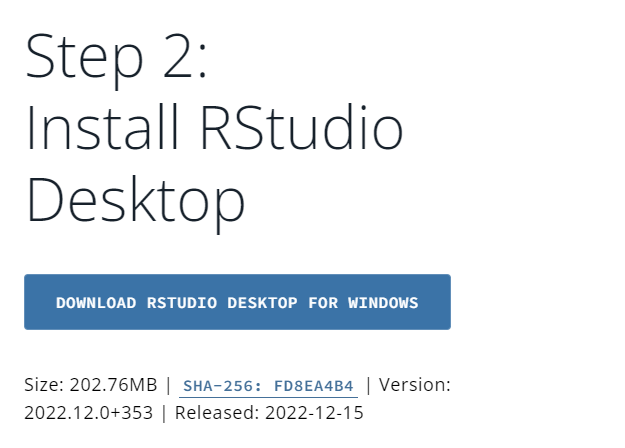 Step 2:
Install RStudio
Desktop
DOWNLOAD RSTUDIO DESKTOP FOR WINDOWS
Size: 202.76MB | SHA-256: FD8EA4B4 | Version:
2022.12.0+353 | Released: 2022-12-15